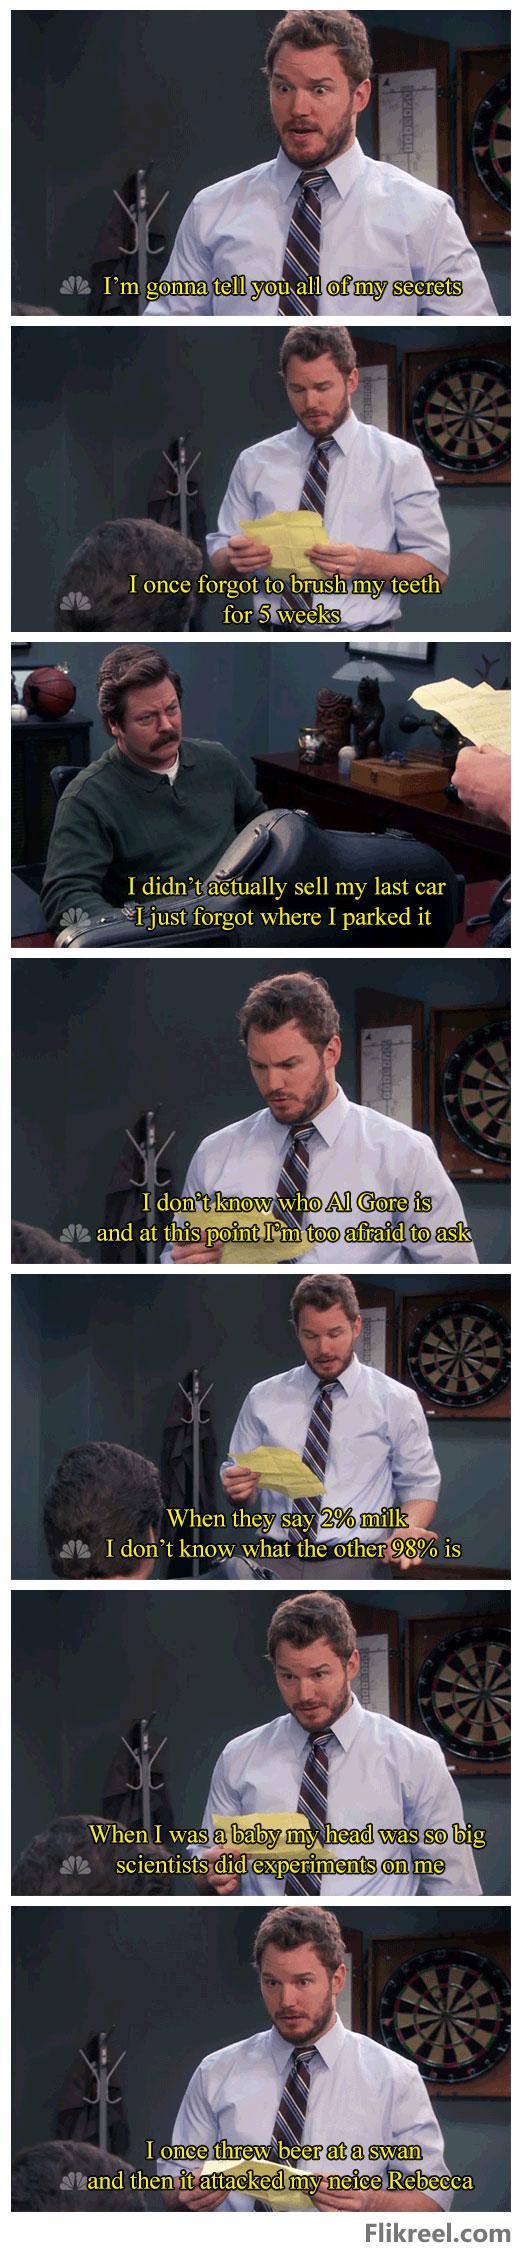 I'm gonna tell you all of my secrets
I once forgot to brush my teeth
for 5 weeks
I didn't actually sell my last car
I just forgot where I parked it
I don't know who Al Gore is
and at this point I'm too afraid to ask
When they say 2% milk
I don't know what the other 98% is
When I was a baby my head was so big
scientists did experiments on me
I once threw beer at a swan
and then it attacked my neice Rebecca
Flikreel.com